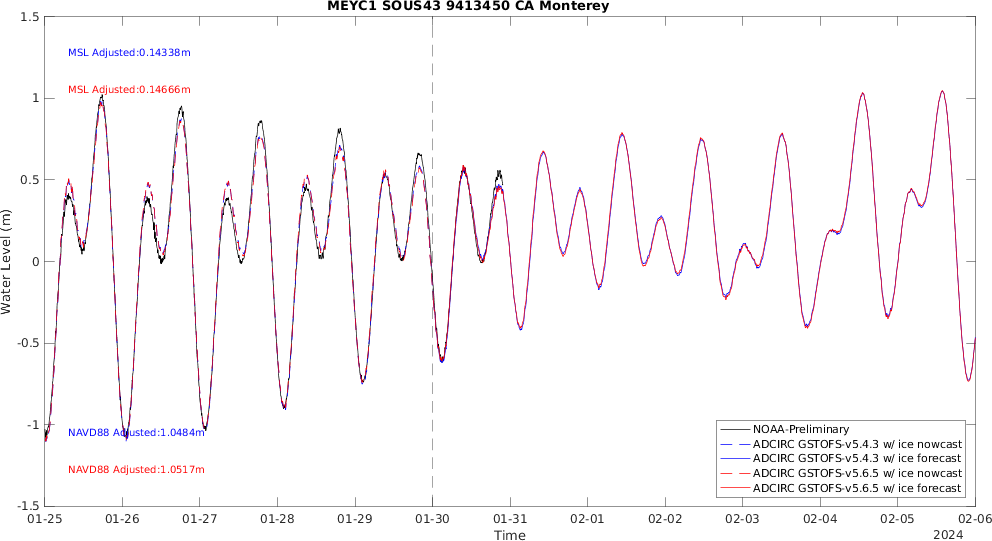 MEYC1 SOUS43 9413450 CA Monterey
1.5
1
0.5
0
-0.5
-1
-1.5
Water Level (m)
MSL Adjusted:0.14338m
MSL Adjusted:0.14666m
NAVD88 Adjusted:1.0484m
NAVD88 Adjusted:1.0517m
NOAA-Preliminary
ADCIRC GSTOFS-v5.4.3 w/ ice nowcast
ADCIRC GSTOFS-v5.4.3 w/ ice forecast
ADCIRC GSTOFS-v5.6.5 w/ ice nowcast
ADCIRC GSTOFS-v5.6.5 w/ ice forecast
01-25 01-26 01-27 01-28 01-29 01-30 01-31 02-01 02-02 02-03 02-04 02-05 02-06
Time
2024